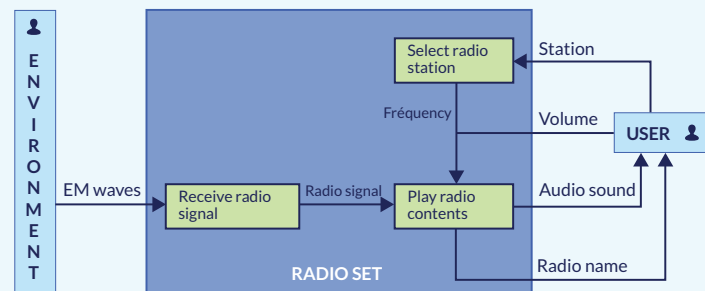 ENVIRONMENT
Select radio
station
Station
Fréquency
Volume
USER
EM waves
Receive radio
signal
Radio signal
Play radio
contents
Audio sound
Radio name
RADIO SET